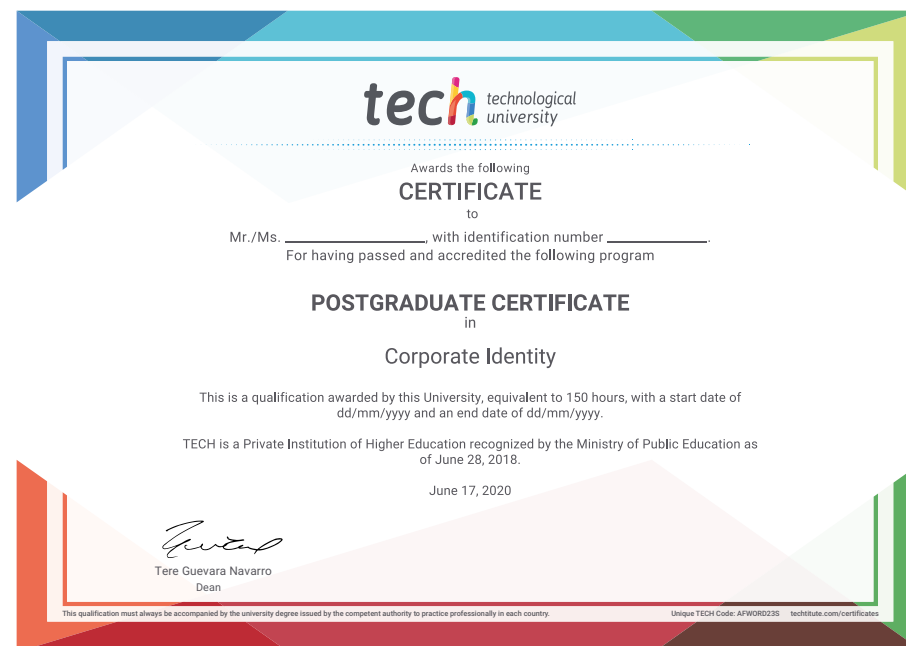 tech technological
university
Awards the following
CERTIFICATE
to
Mr./Ms. ____________________, with identification number ______________.
For having passed and accredited the following program
POSTGRADUATE CERTIFICATE
in
Corporate Identity
This is a qualification awarded by this University, equivalent to 150 hours, with a start date of
dd/mm/yyyy and an end date of dd/mm/yyyy.
TECH is a Private Institution of Higher Education recognized by the Ministry of Public Education as
of June 28, 2018.
June 17, 2020
Tere Guevara Navarro
Dean
This qualification must always be accompanied by the university degree issued by the competent authority to practice professionally in each country. Unique TECH Code: AFWORD23S techtitute.com/certificates